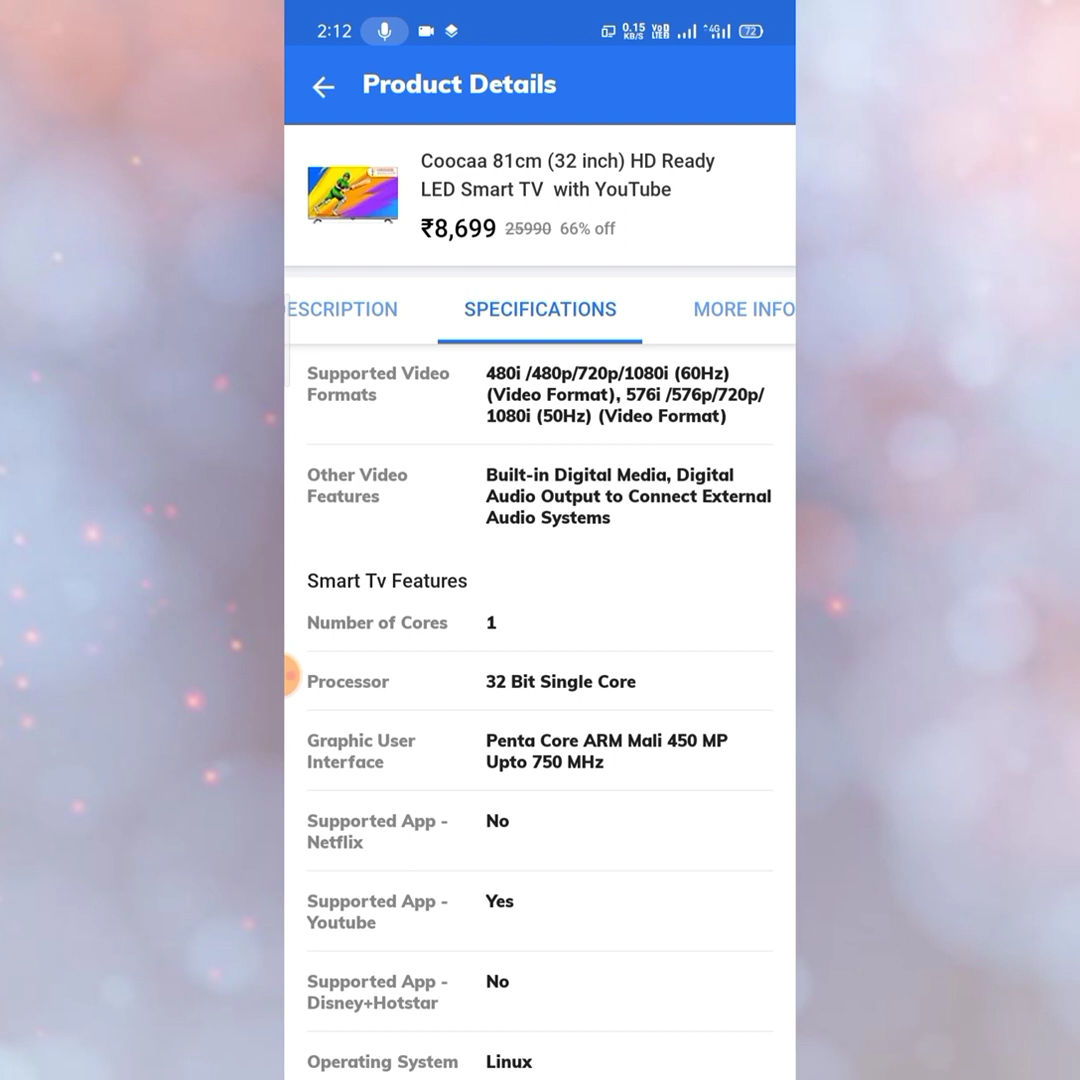 2:12
0.15
KB/S
4G
72
Product Details
Coocaa 81cm (32 inch) HD Ready
LED Smart TV with YouTube
₹8,699 25990 66% off
ESCRIPTION SPECIFICATIONS MORE INFO
Supported Video
Formats
480i /480p/720p/1080i (60Hz)
(Video Format), 576i /576p/720p/
1080i (50Hz) (Video Format)
Other Video
Features
Built-in Digital Media, Digital
Audio Output to Connect External
Audio Systems
Smart Tv Features
Number of Cores 1
Processor 32 Bit Single Core
Graphic User
Interface
Penta Core ARM Mali 450 MP
Upto 750 MHz
Supported App -
Netflix
No
Supported App -
Youtube
Yes
Supported App -
Disney+Hotstar
No
Operating System Linux